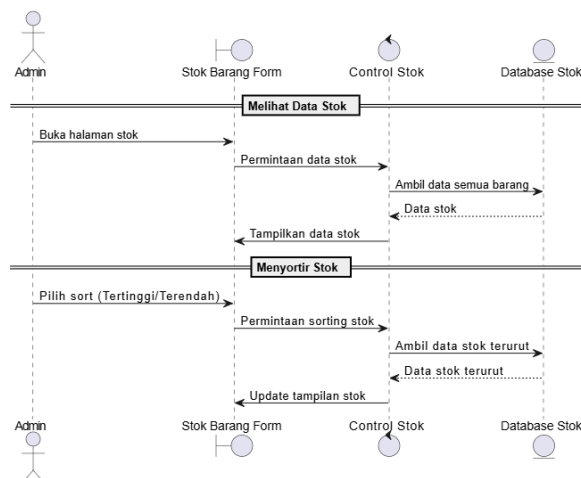 Admin
Stok Barang Form
Control Stok
Database Stok
Melihat Data Stok
Buka halaman stok
Permintaan data stok
Ambil data semua barang
Data stok
Tampilkan data stok
Menyortir Stok
Pilih sort (Tertinggi/Terendah)
Permintaan sorting stok
Ambil data stok terurut
Data stok terurut
Update tampilan stok
Admin
Stok Barang Form
Control Stok
Database Stok